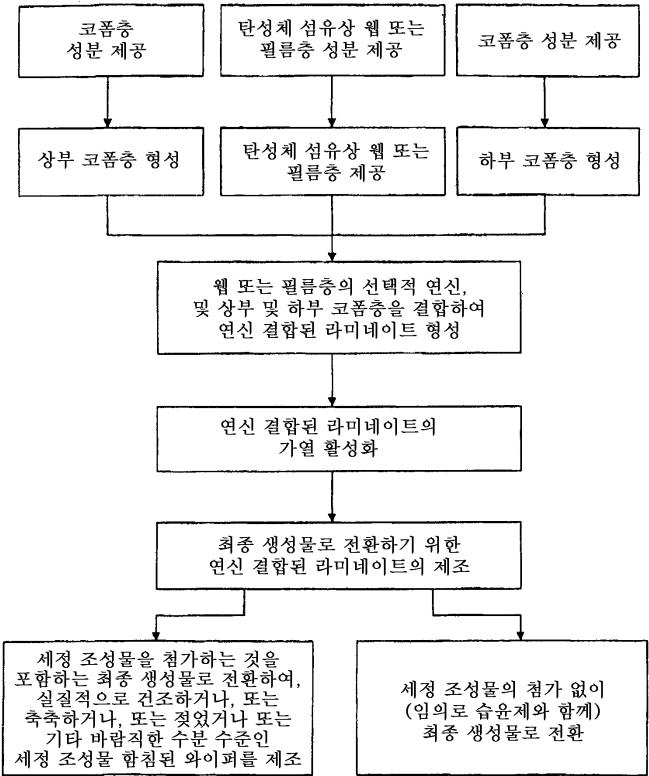 코폼층
성분 제공
탄성체 섬유상 웹 또는
필름층 성분 제공
코폼층 성분 제공
상부 코폼층 형성
탄성체 섬유상 웹 또는
필름층 제공
하부 코폼층 형성
웹 또는 필름층의 선택적 연신,
및 상부 및 하부 코폼층을 결합하여
연신 결합된 라미네이트 형성
연신 결합된 라미네이트의
가열 활성화
최종 생성물로 전환하기 위한
연신 결합된 라미네이트의 제조
세정 조성물을 첨가하는 것을
포함하는 최종 생성물로 전환하여,
실질적으로 건조하거나, 또는
축축하거나, 또는 젖었거나 또는
기타 바람직한 수분 수준인
세정 조성물 함침된 와이퍼를 제조
세정 조성물의 첨가 없이
(임의로 습윤제와 함께)
최종 생성물로 전환